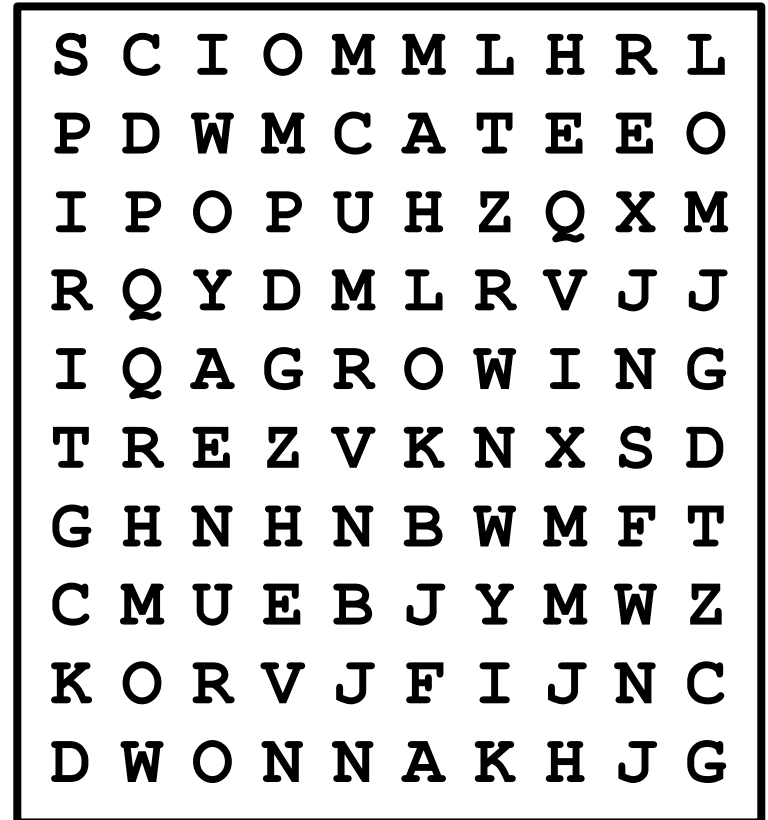 S C I O M M L H R L
P D W M C A T E E O
I P O P U H Z Q X M
R Q Y D M L R V J J
I Q A G R O W I N G
T R E Z V K N X S D
G H N H N B W M F T
C M U E B J Y M W Z
K O R V J F I J N C
D W O N N A K H J G